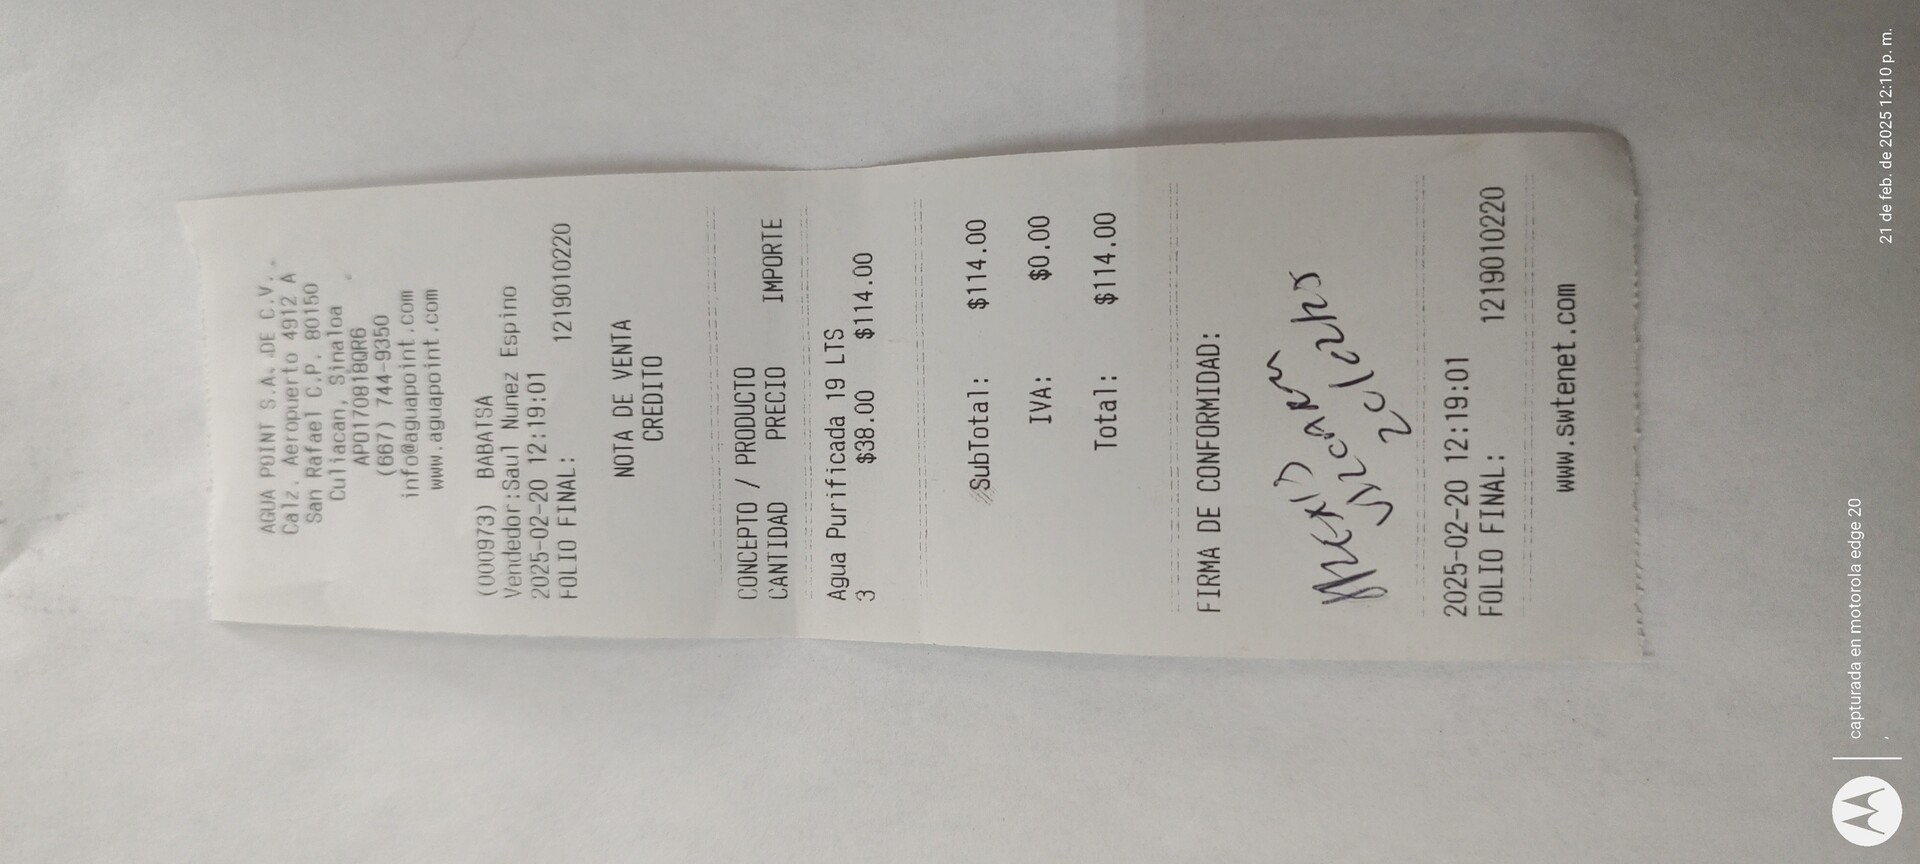 AGUA POINT S.A. DE C.V.
Calz. Aeropuerto 4912 A
San Rafael C.P. 80150
Culiacan, Sinaloa
APO170818QR6
(667) 744-9350
info@aguapoint.com
www.aguapoint.com
(000973) BABATSA
Vendedor:Saul Nunez Espino
2025-02-20 12:19:01
FOLIO FINAL: 1219010220
NOTA DE VENTA
CREDITO
CONCEPTO / PRODUCTO
CANTIDAD PRECIO IMPORTE
Agua Purificada 19 LTS
3 $38.00 $114.00
SubTotal: $114.00
IVA: $0.00
Total: $114.00
FIRMA DE CONFORMIDAD:
2025-02-20 12:19:01
FOLIO FINAL: 1219010220
www.swtenet.com
capturada en motorola edge 20
21 de feb. de 2025 12:10 p. m.